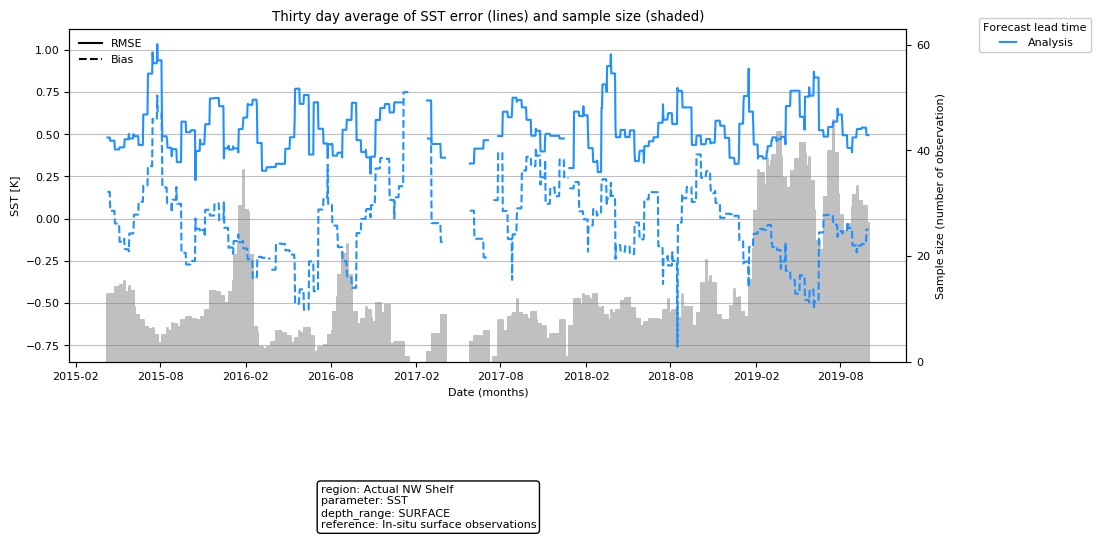 Thirty day average of SST error (lines) and sample size (shaded)
Forecast lead time
Analysis
RMSE
Bias
1.00
0.75
0.50
0.25
0.00
−0.25
−0.50
−0.75
SST [K]
60
40
20
0
Sample size (number of observation)
2015-02
2015-08
2016-02
2016-08
2017-02
2017-08
2018-02
2018-08
2019-02
2019-08
Date (months)
region: Actual NW Shelf
parameter: SST
depth_range: SURFACE
reference: In-situ surface observations